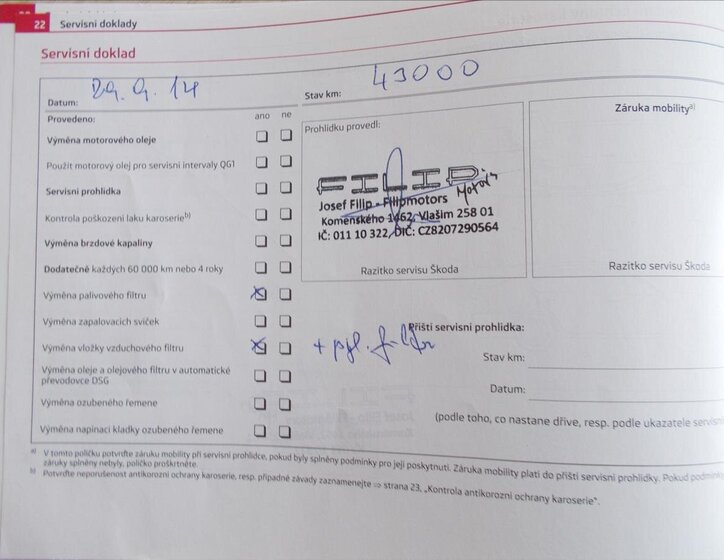 22 Servisní doklady
Servisní doklad
Datum: 29. 9. 14
Stav km: 43000
Provedeno: ano ne
Výměna motorového oleje
Použit motorový olej pro servisní intervaly QG1
Servisní prohlídka
Kontrola poškození laku karoserieb)
Výměna brzdové kapaliny
Dodatečně každých 60 000 km nebo 4 roky
Výměna palivového filtru
Výměna zapalovacích svíček
Výměna vložky vzduchového filtru
Výměna oleje a olejového filtru v automatické
převodovce DSG
Výměna ozubeného řemene
Výměna napínací kladky ozubeného řemene
Prohlídku provedl:
FILIP
Josef Filip - Filipmotors
Komenského 1462, Vlašim 258 01
IČ: 011 10 322, DIČ: CZ8207290564
Razítko servisu Škoda
Záruka mobilitya)
Razítko servisu Škoda
+ pyl. filtr
Příští servisní prohlídka:
Stav km:
Datum:
(podle toho, co nastane dříve, resp. podle ukazatele servisní
a) V tomto políčku potvrďte záruku mobility při servisní prohlídce, pokud byly splněny podmínky pro její poskytnutí. Záruka mobility platí do příští servisní prohlídky. Pokud podmínky
záruky splněny nebyly, políčko proškrtněte.
b) Potvrďte neporušenost antikorozní ochrany karoserie, resp. případné závady zaznamenejte ⇒ strana 23, „Kontrola antikorozní ochrany karoserie“.